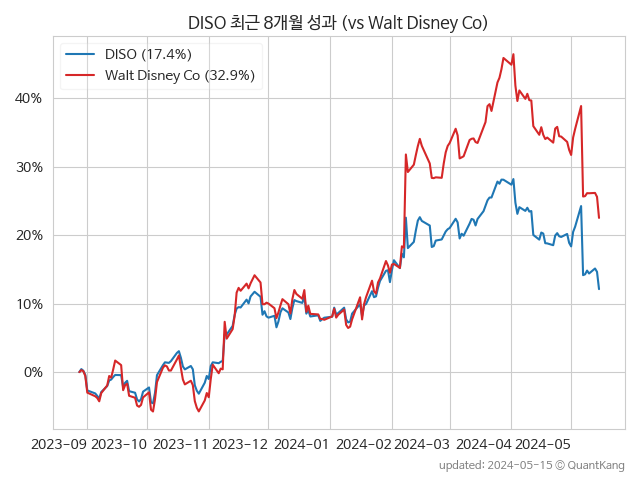 DISO 최근 8개월 성과 (vs Walt Disney Co)
DISO (17.4%)
Walt Disney Co (32.9%)
40%
30%
20%
10%
0%
2023-09 2023-10 2023-11 2023-12 2024-01 2024-02 2024-03 2024-04 2024-05
updated: 2024-05-15 © QuantKang